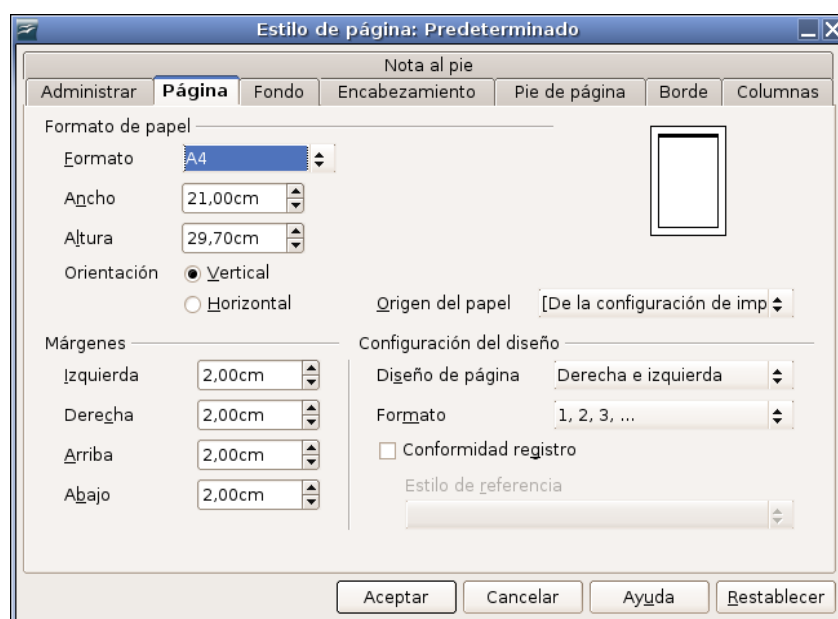 Estilo de página: Predeterminado
Nota al pie
Administrar Página Fondo Encabezamiento Pie de página Borde Columnas
Formato de papel
Formato A4
Ancho 21,00cm
Altura 29,70cm
Orientación Vertical
Horizontal Origen del papel [De la configuración de imp
Márgenes Configuración del diseño
Izquierda 2,00cm Diseño de página Derecha e izquierda
Derecha 2,00cm Formato 1, 2, 3, ...
Arriba 2,00cm Conformidad registro
Abajo 2,00cm Estilo de referencia
Aceptar Cancelar Ayuda Restablecer